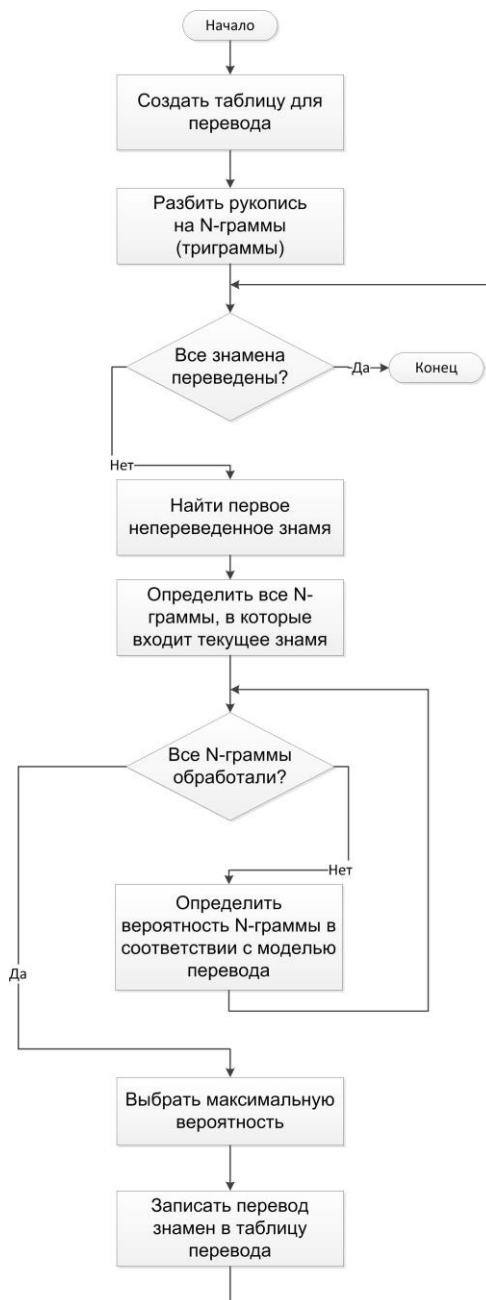 Начало
Создать таблицу для
перевода
Разбить рукопись
на N-граммы
(триграммы)
Все знамена
переведены?
Да
Конец
Нет
Найти первое
непереведенное знамя
Определить все N-
граммы, в которые
входит текущее знамя
Все N-граммы
обработали?
Нет
Определить
вероятность N-граммы в
соответствии с моделью
перевода
Да
Выбрать максимальную
вероятность
Записать перевод
знамен в таблицу
перевода